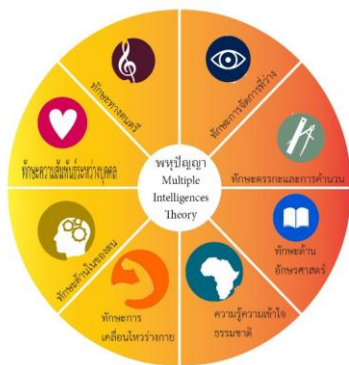 พหุปัญญา
Multiple
Intelligences
Theory
ทักษะการจัดการที่ว่าง
ทักษะตรรกะและการคำนวน
ทักษะด้าน
อักษรศาสตร์
ความรู้ความเข้าใจ
ธรรมชาติ
ทักษะการ
เคลื่อนไหวร่างกาย
ทักษะด้านในของตน
ทักษะความสัมพันธ์ระหว่างบุคคล
ทักษะทางดนตรี